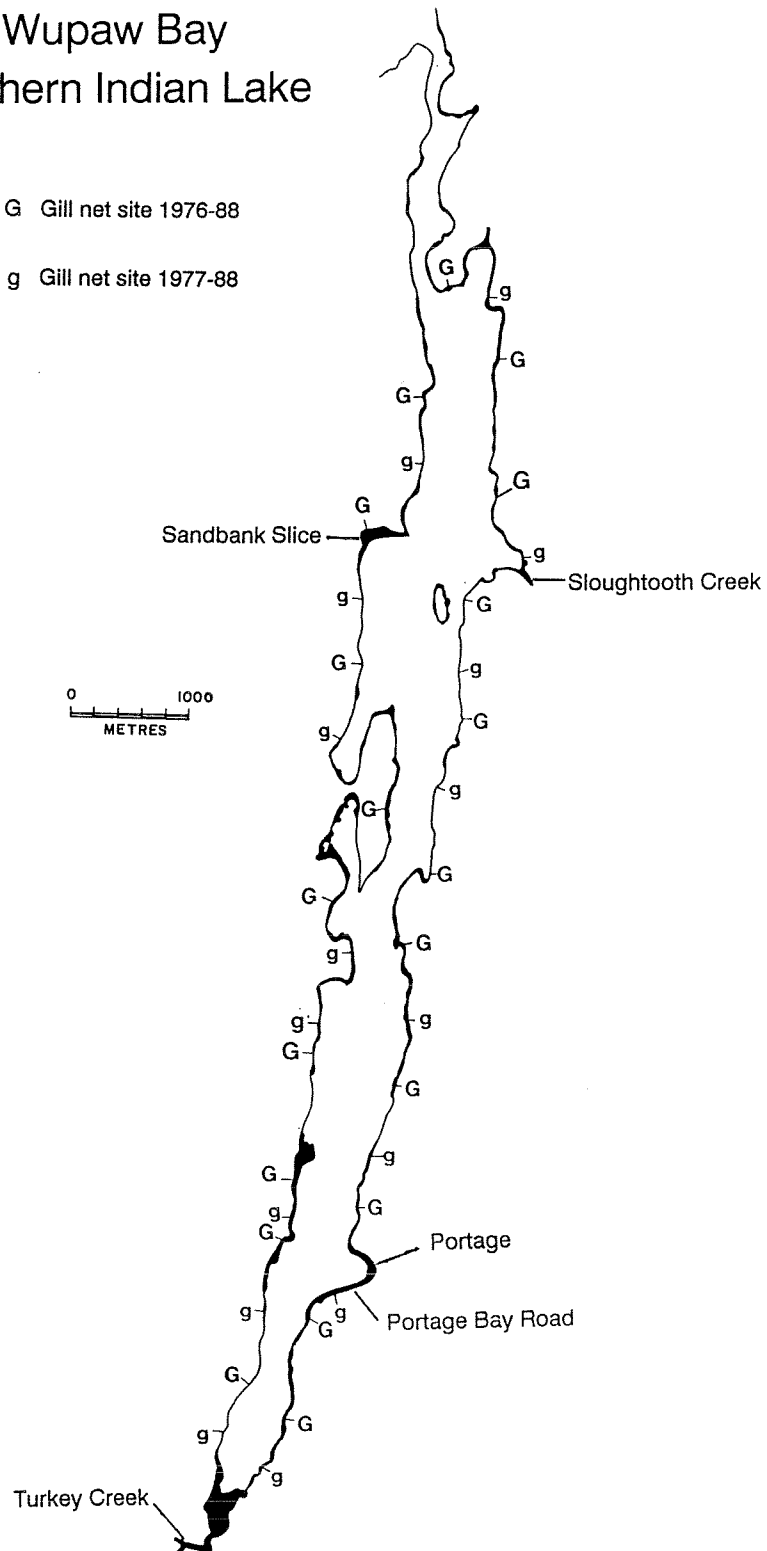 Wupaw Bay
hern Indian Lake
G Gill net site 1976-88
g Gill net site 1977-88
G
g
G
G
g
G
G
Sandbank Slice
g
Sloughtooth Creek
g
G
G
g
0 1000
METRES
G
g
g
G
G
G
G
g
g
g
G
G
g
G
g
G
G
Portage
g
g
G
Portage Bay Road
G
G
g
g
Turkey Creek